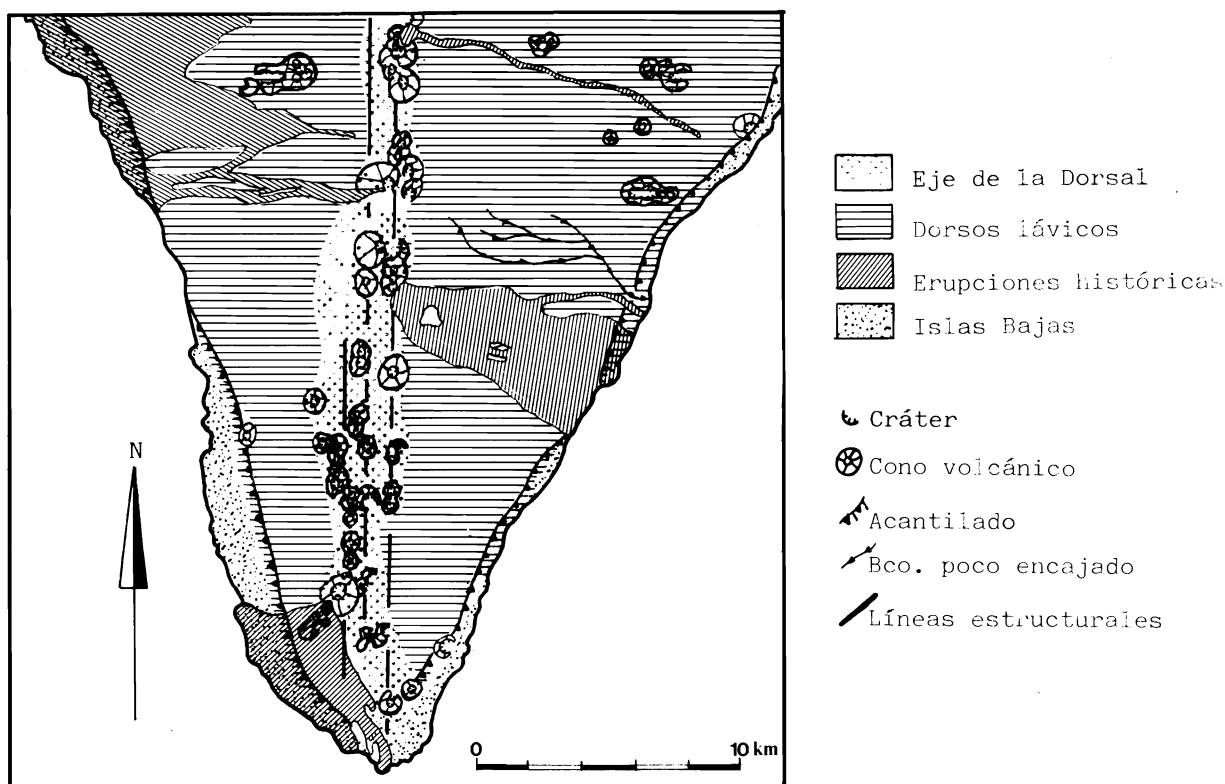 Eje de la Dorsal
Dorsos lávicos
Erupciones históricas
Islas Bajas
Cráter
Cono volcánico
Acantilado
Bco. poco encajado
Líneas estructurales
N
0 10 km